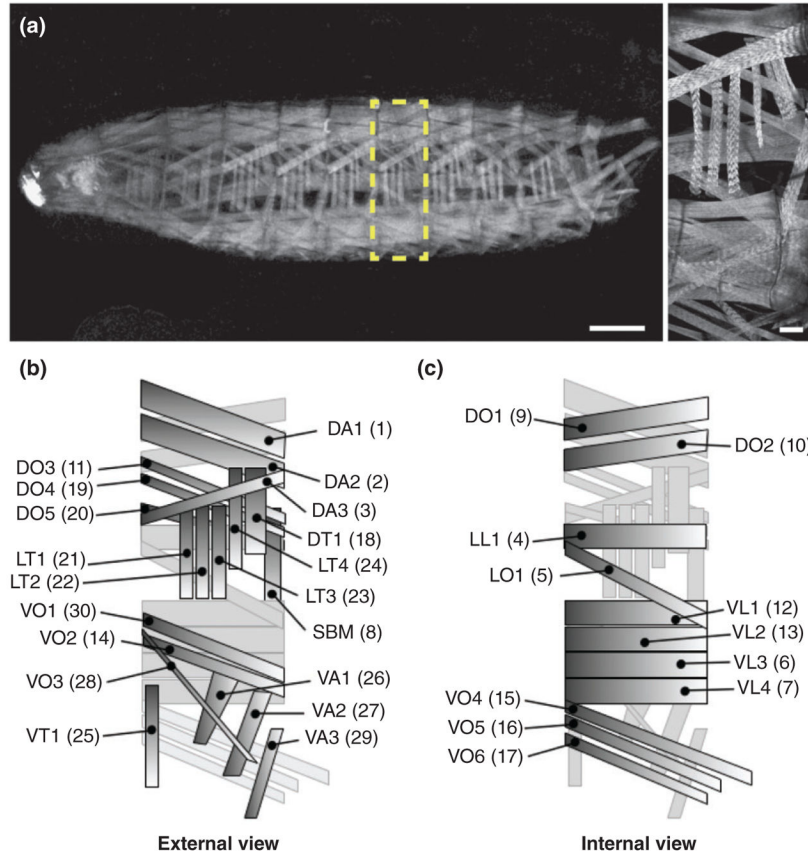 (a)
(b)
DA1 (1)
DO3 (11)
DA2 (2)
DO4 (19)
DA3 (3)
DO5 (20)
DT1 (18)
LT1 (21)
LT4 (24)
LT2 (22)
LT3 (23)
VO1 (30)
SBM (8)
VO2 (14)
VO3 (28)
VA1 (26)
VA2 (27)
VT1 (25)
VA3 (29)
External view
(c)
DO1 (9)
DO2 (10)
LL1 (4)
LO1 (5)
VL1 (12)
VL2 (13)
VL3 (6)
VL4 (7)
VO4 (15)
VO5 (16)
VO6 (17)
Internal view